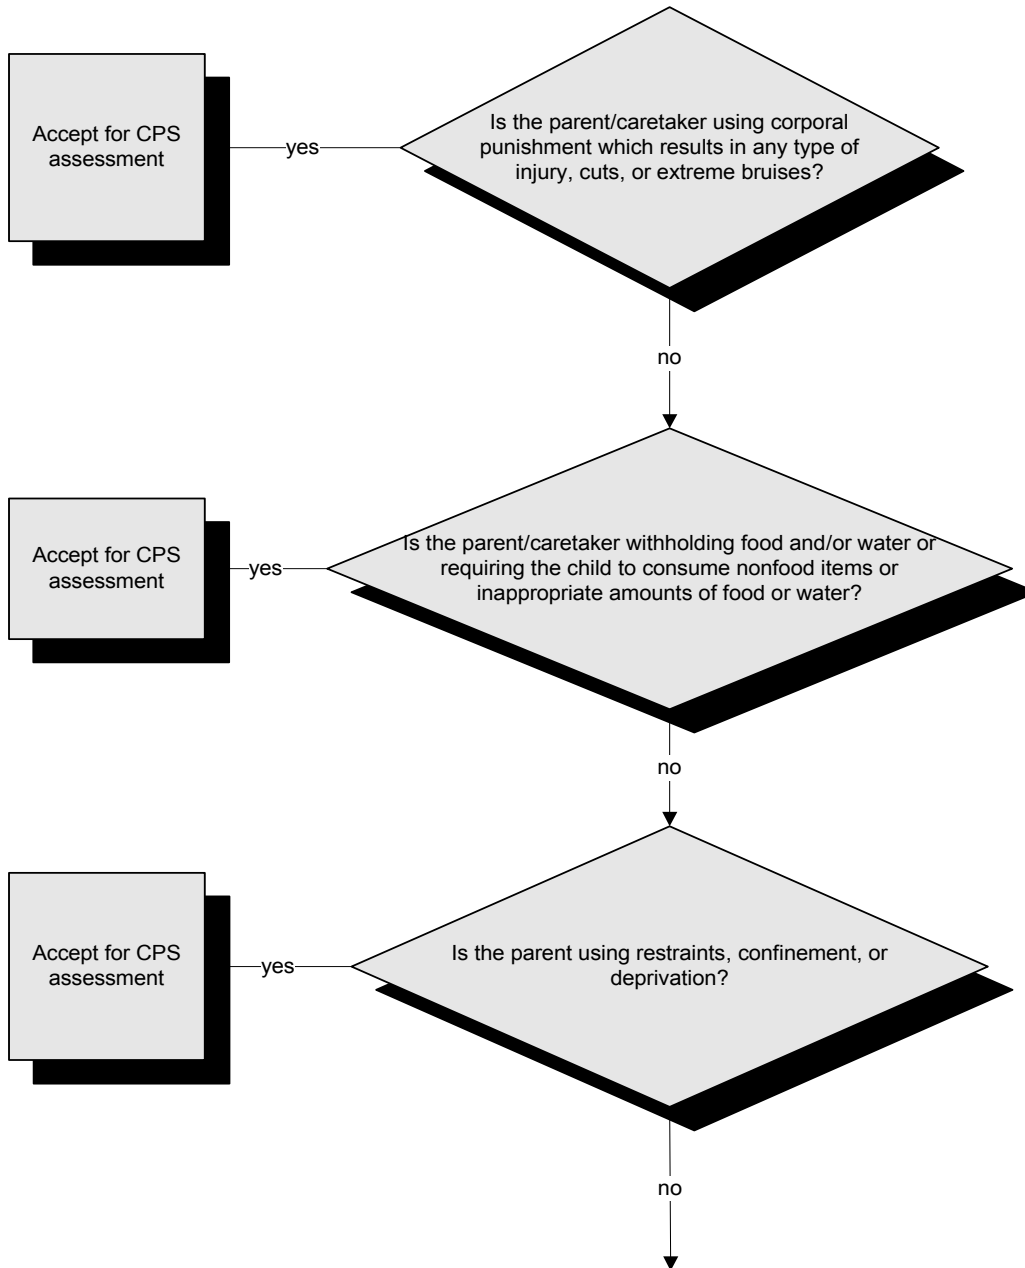 Accept for CPS
assessment
yes
Is the parent/caretaker using corporal
punishment which results in any type of
injury, cuts, or extreme bruises?
no
Accept for CPS
assessment
yes
Is the parent/caretaker withholding food and/or water or
requiring the child to consume nonfood items or
inappropriate amounts of food or water?
no
Accept for CPS
assessment
yes
Is the parent using restraints, confinement, or
deprivation?
no